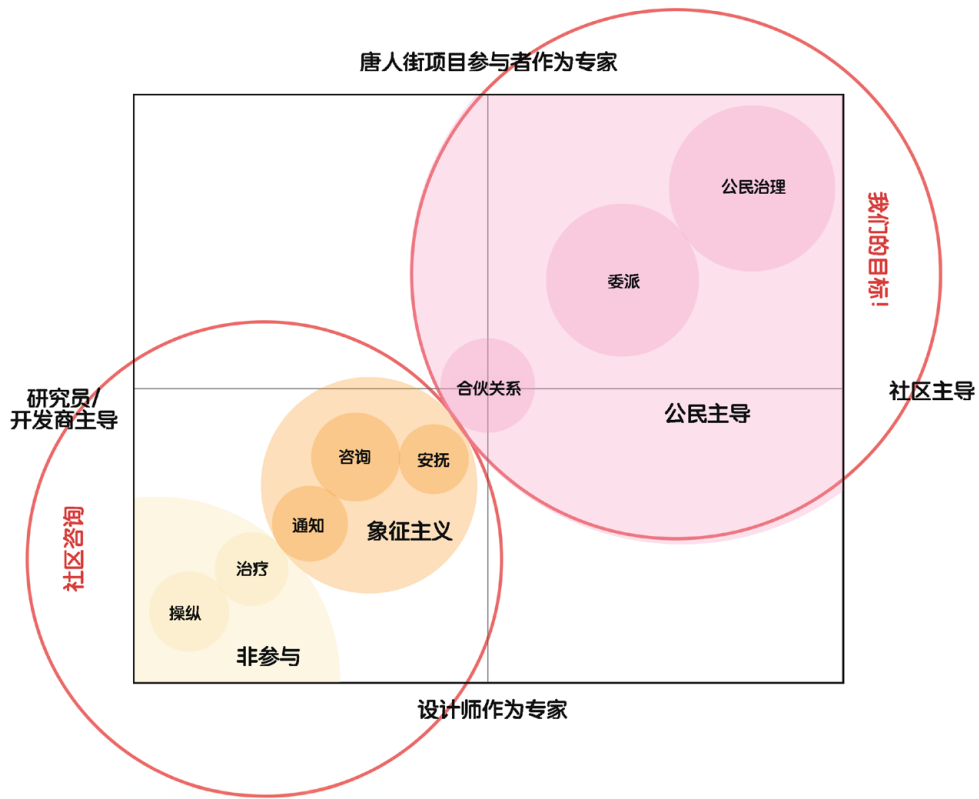 唐人街项目参与者作为专家
公民治理
我们的目标!
委派
合伙关系
社区主导
研究员/
开发商主导
公民主导
咨询
安抚
通知
象征主义
社区咨询
治疗
操纵
非参与
设计师作为专家